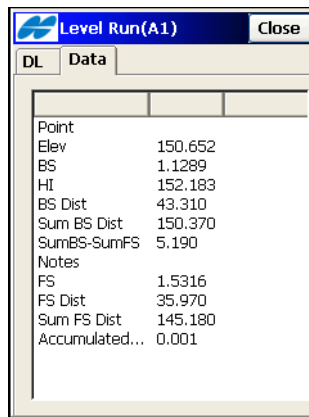 Level Run(A1) Close
DL Data
Point
Elev 150.652
BS 1.1289
HI 152.183
BS Dist 43.310
Sum BS Dist 150.370
SumBS-SumFS 5.190
Notes
FS 1.5316
FS Dist 35.970
Sum FS Dist 145.180
Accumulated... 0.001